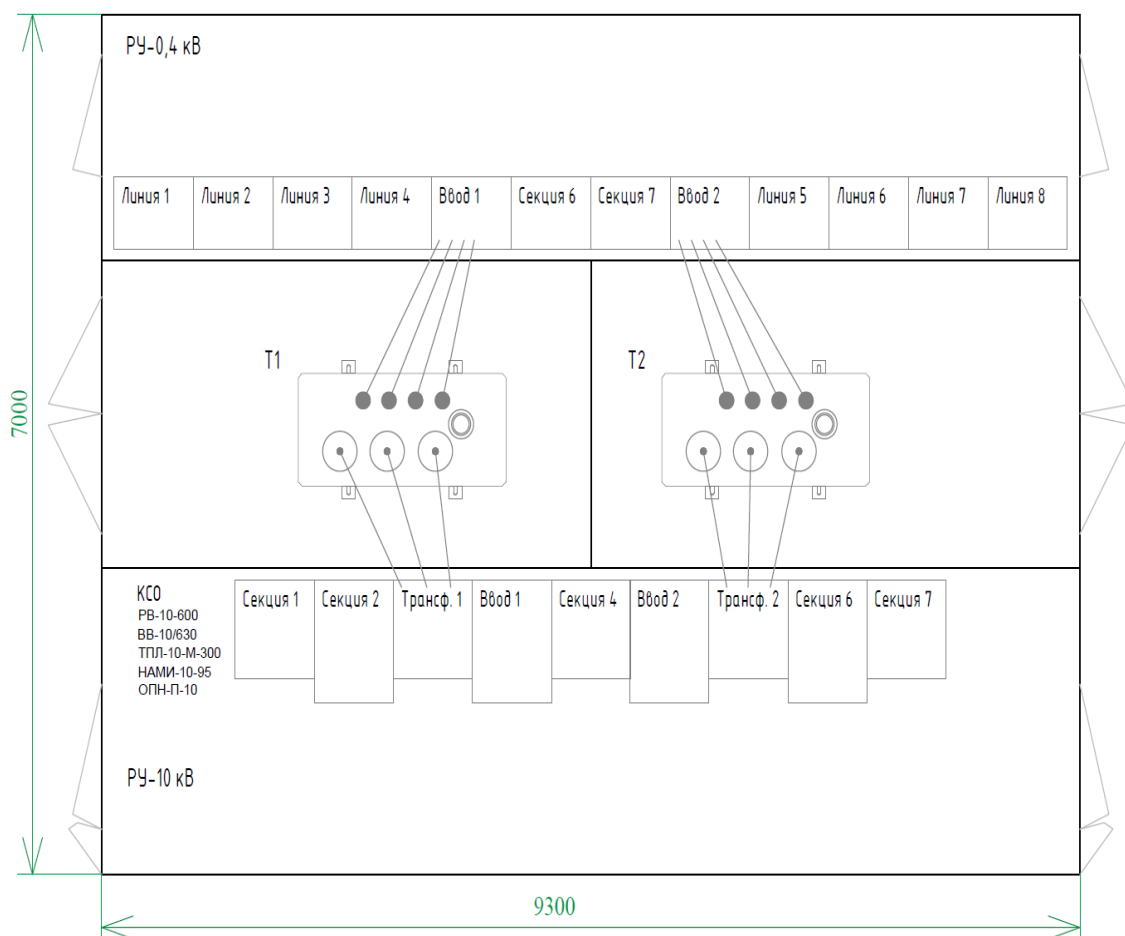 РУ-0,4 кВ
Линия 1 Линия 2 Линия 3 Линия 4 Ввод 1 Секция 6 Секция 7 Ввод 2 Линия 5 Линия 6 Линия 7 Линия 8
Т1 Т2
7000
КСО Секция 1 Секция 2 Трансф. 1 Ввод 1 Секция 4 Ввод 2 Трансф. 2 Секция 6 Секция 7
РВ-10-600
ВВ-10/630
ТПЛ-10-М-300
НАМИ-10-95
ОПН-П-10
РУ-10 кВ
9300